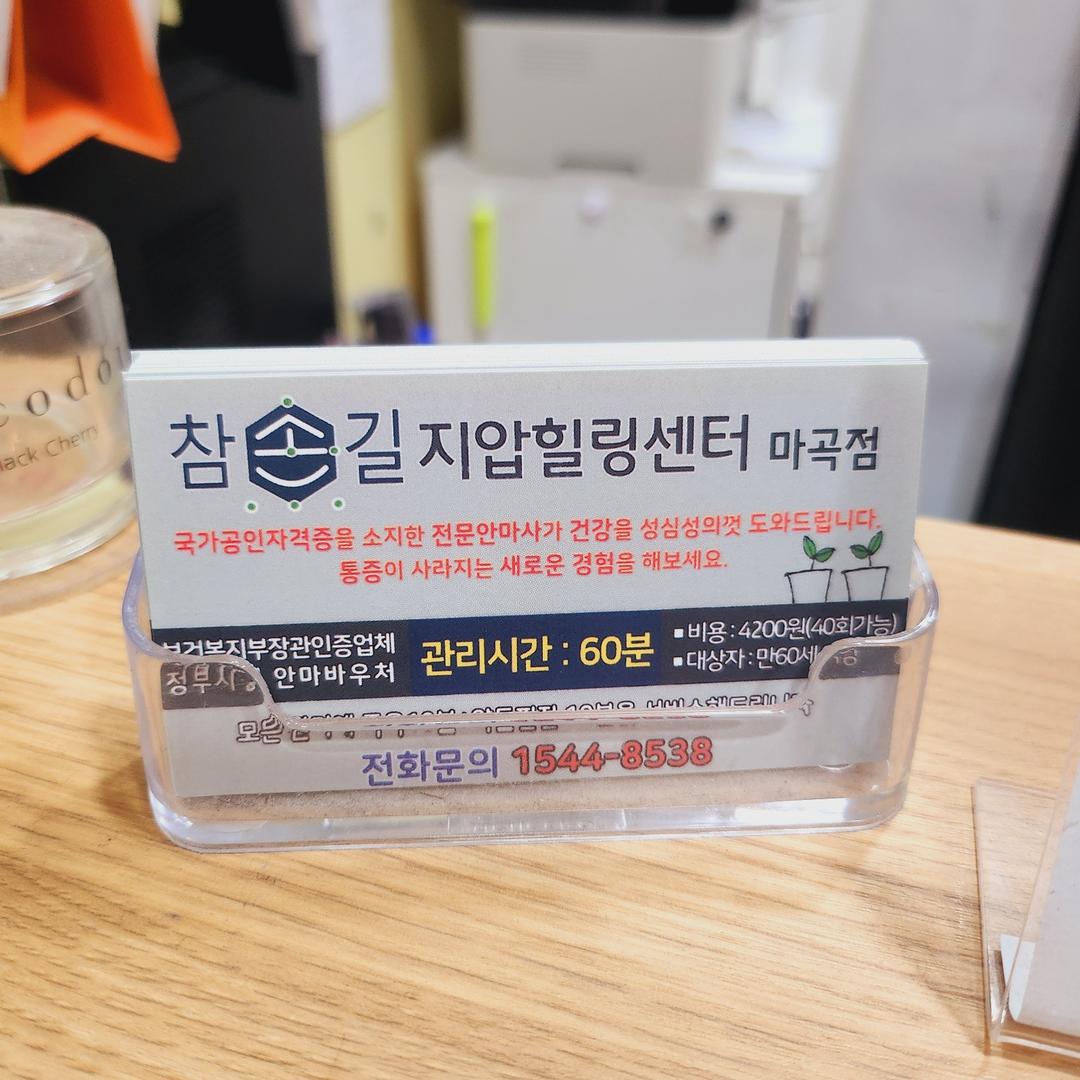 참손길 지압힐링센터 마곡점
국가공인자격증을 소지한 전문안마사가 건강을 성심성의껏 도와드립니다.
통증이 사라지는 새로운 경험을 해보세요.
보건복지부장관인증업체
안마바우처
관리시간 : 60분
▪비용 : 4200원(40회가능)
▪대상자 : 만60세
모든
전화문의 1544-8538
Black Cherry